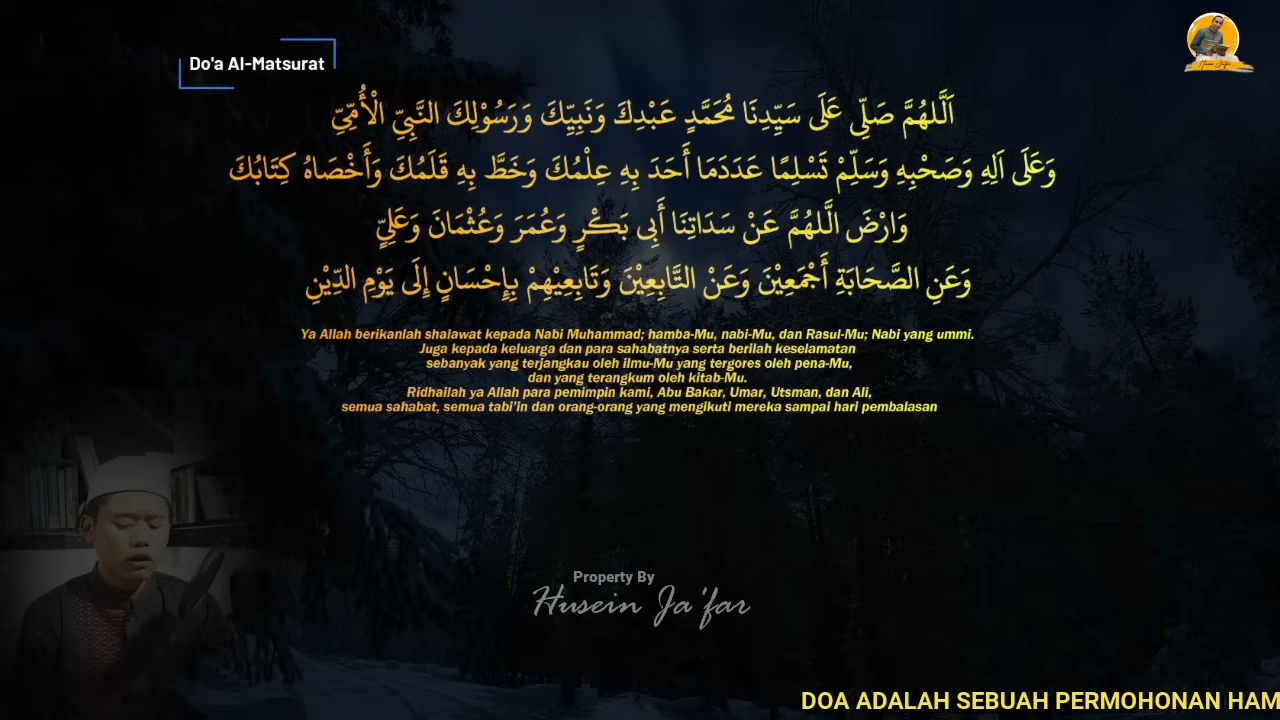 Do'a Al-Matsurat
اَللَّهُمَّ صَلِّى عَلَى سَيِّدِنَا مُحَمَّدٍ عَبْدِكَ وَنَبِيِّكَ وَرَسُوْلِكَ النَّبِيِّ الْأُمِّيِّ
وَعَلَى اَلِهِ وَصَحْبِهِ وَسَلِّمْ تَسْلِمًا عَدَدَمَا أَحَدَ بِهِ عِلْمُكَ وَخَطَّ بِهِ قَلَمُكَ وَأَخْصَاهُ كِتَابُكَ
وَارْضَ الَّلهُمَّ عَنْ سَدَاتِنَا أَبِى بَكْرٍ وَعُمَرَ وَعُثْمَانَ وَعَلِيٍّ
وَعَنِ الصَّحَابَةِ أَجْمَعِيْنَ وَعَنْ التَّابِعِيْنَ وَتَابِعِيْهِمْ بِإِحْسَانٍ إِلَى يَوْمِ الدِّيْنِ
Ya Allah berikanlah shalawat kepada Nabi Muhammad; hamba-Mu, nabi-Mu, dan Rasul-Mu; Nabi yang ummi.
Juga kepada keluarga dan para sahabatnya serta berilah keselamatan
sebanyak yang terjangkau oleh ilmu-Mu yang tergores oleh pena-Mu,
dan yang terangkum oleh kitab-Mu.
Ridhailah ya Allah para pemimpin kami, Abu Bakar, Umar, Utsman, dan Ali,
semua sahabat, semua tabi'in dan orang-orang yang mengikuti mereka sampai hari pembalasan
Property By
Husein Ja'far
DOA ADALAH SEBUAH PERMOHONAN HAM